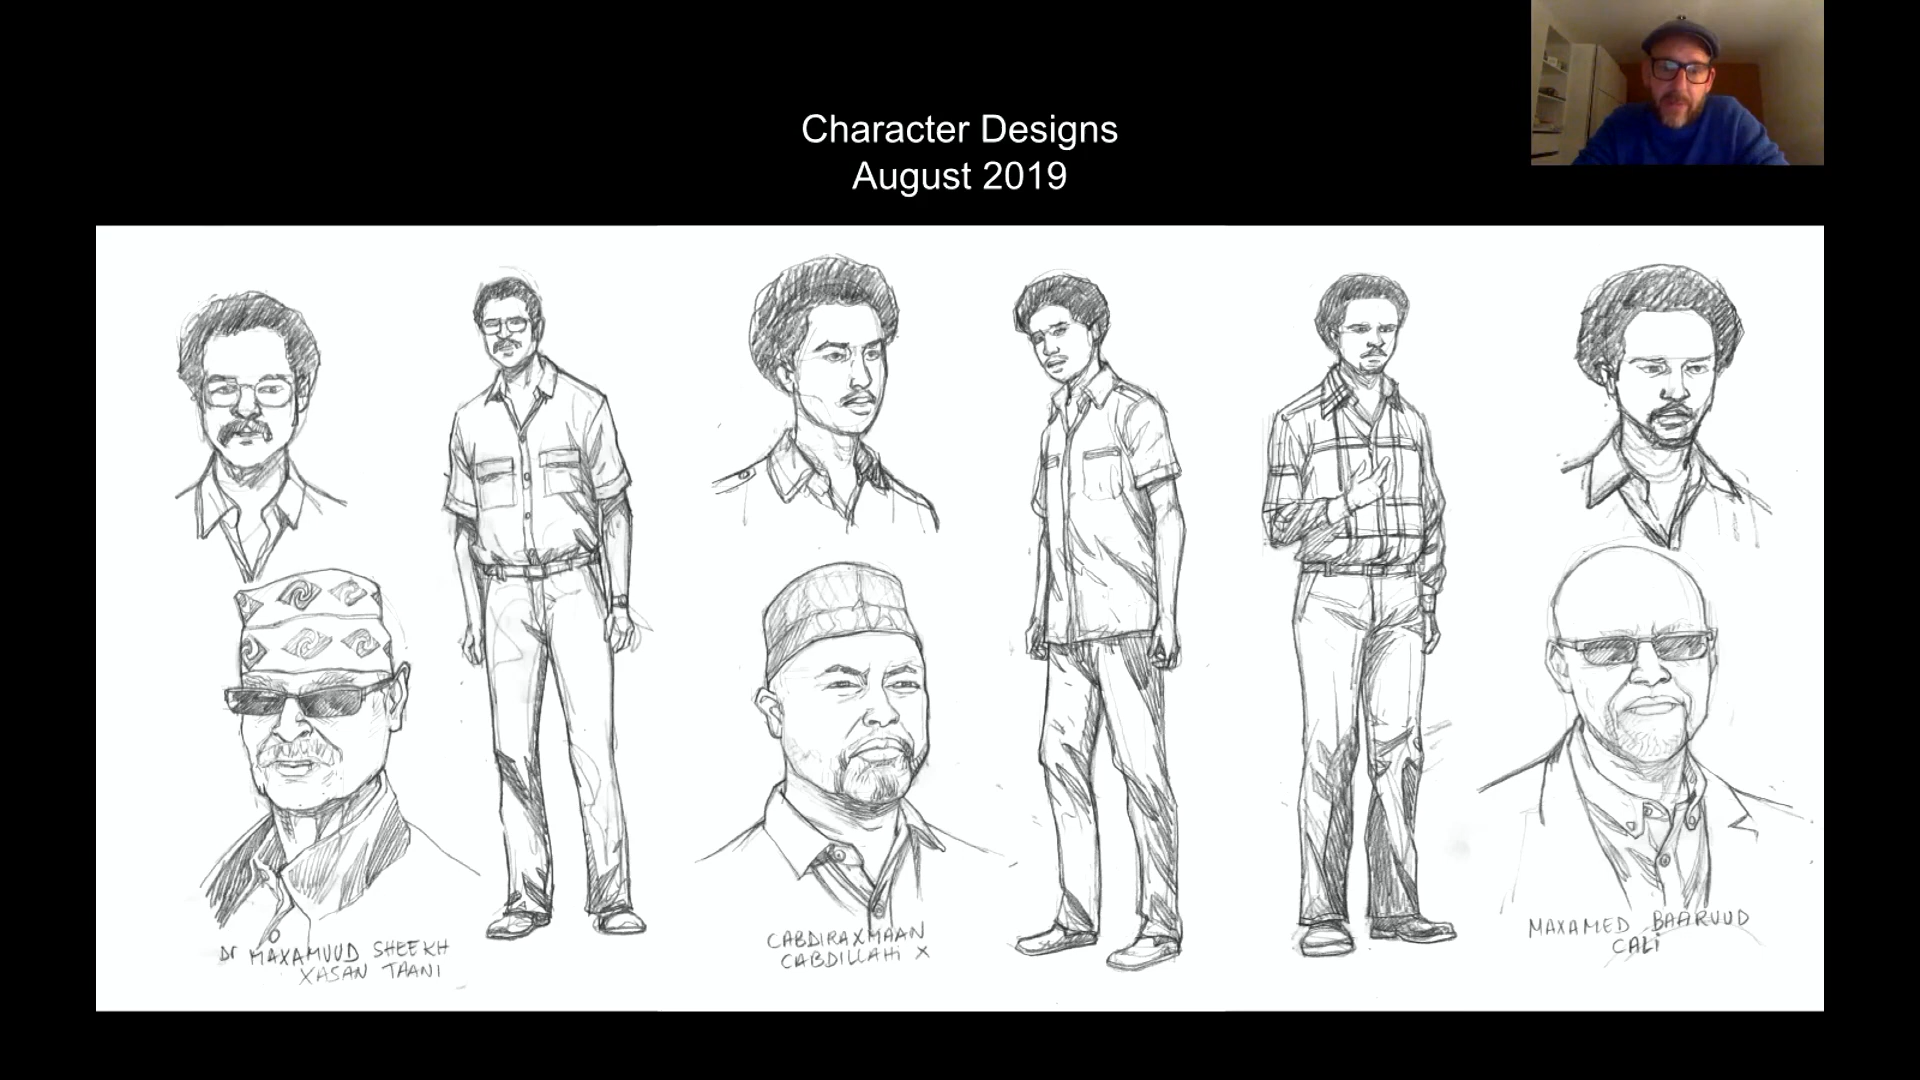 Character Designs
August 2019
Dr MAXAMUUD SHEEKH
XASAN TAANI
CABDIRAXMAAN
CABDILLAHI X
MAXAMED BAARUUD
CALi